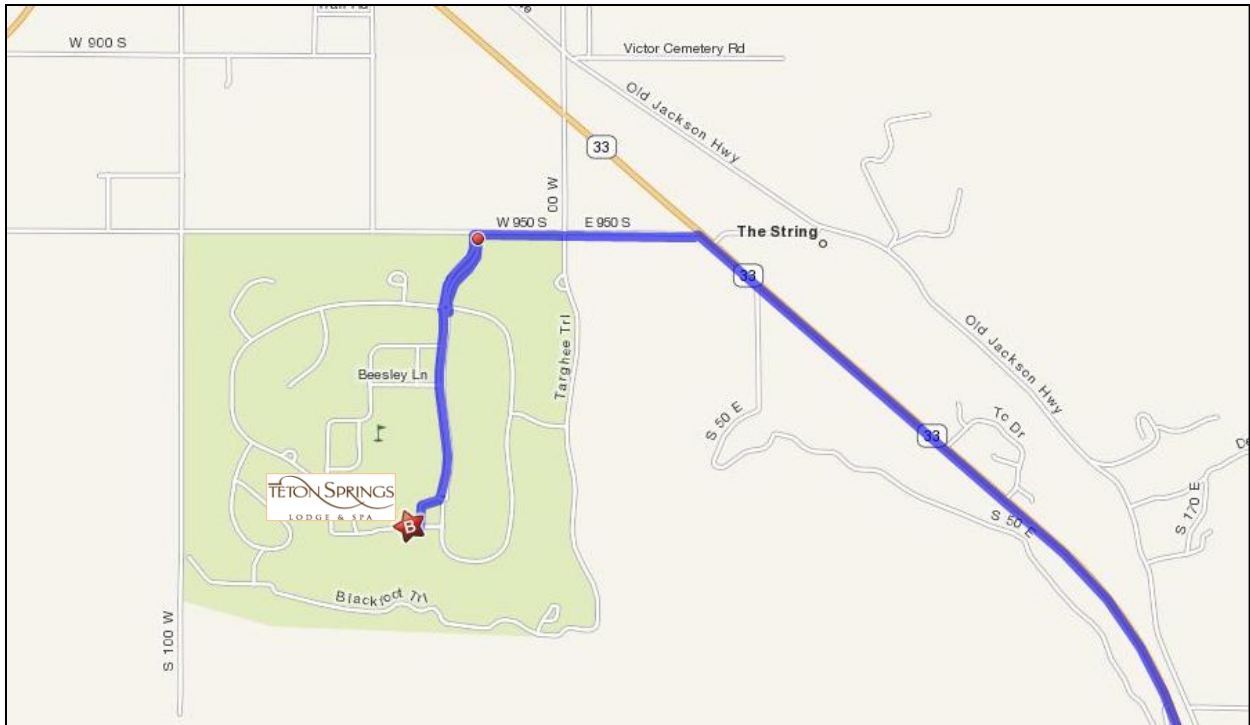 W 900 S
Victor Cemetery Rd
Old Jackson Hwy
33
00 W
W 950 S
E 950 S
The String
33
Old Jackson Hwy
Targhee Trl
Beesley Ln
S 50 E
33
Tc Dr
De
S 170 E
TETON SPRINGS
LODGE & SPA
B
S 50 E
Blackfoot Trl
S 100 W